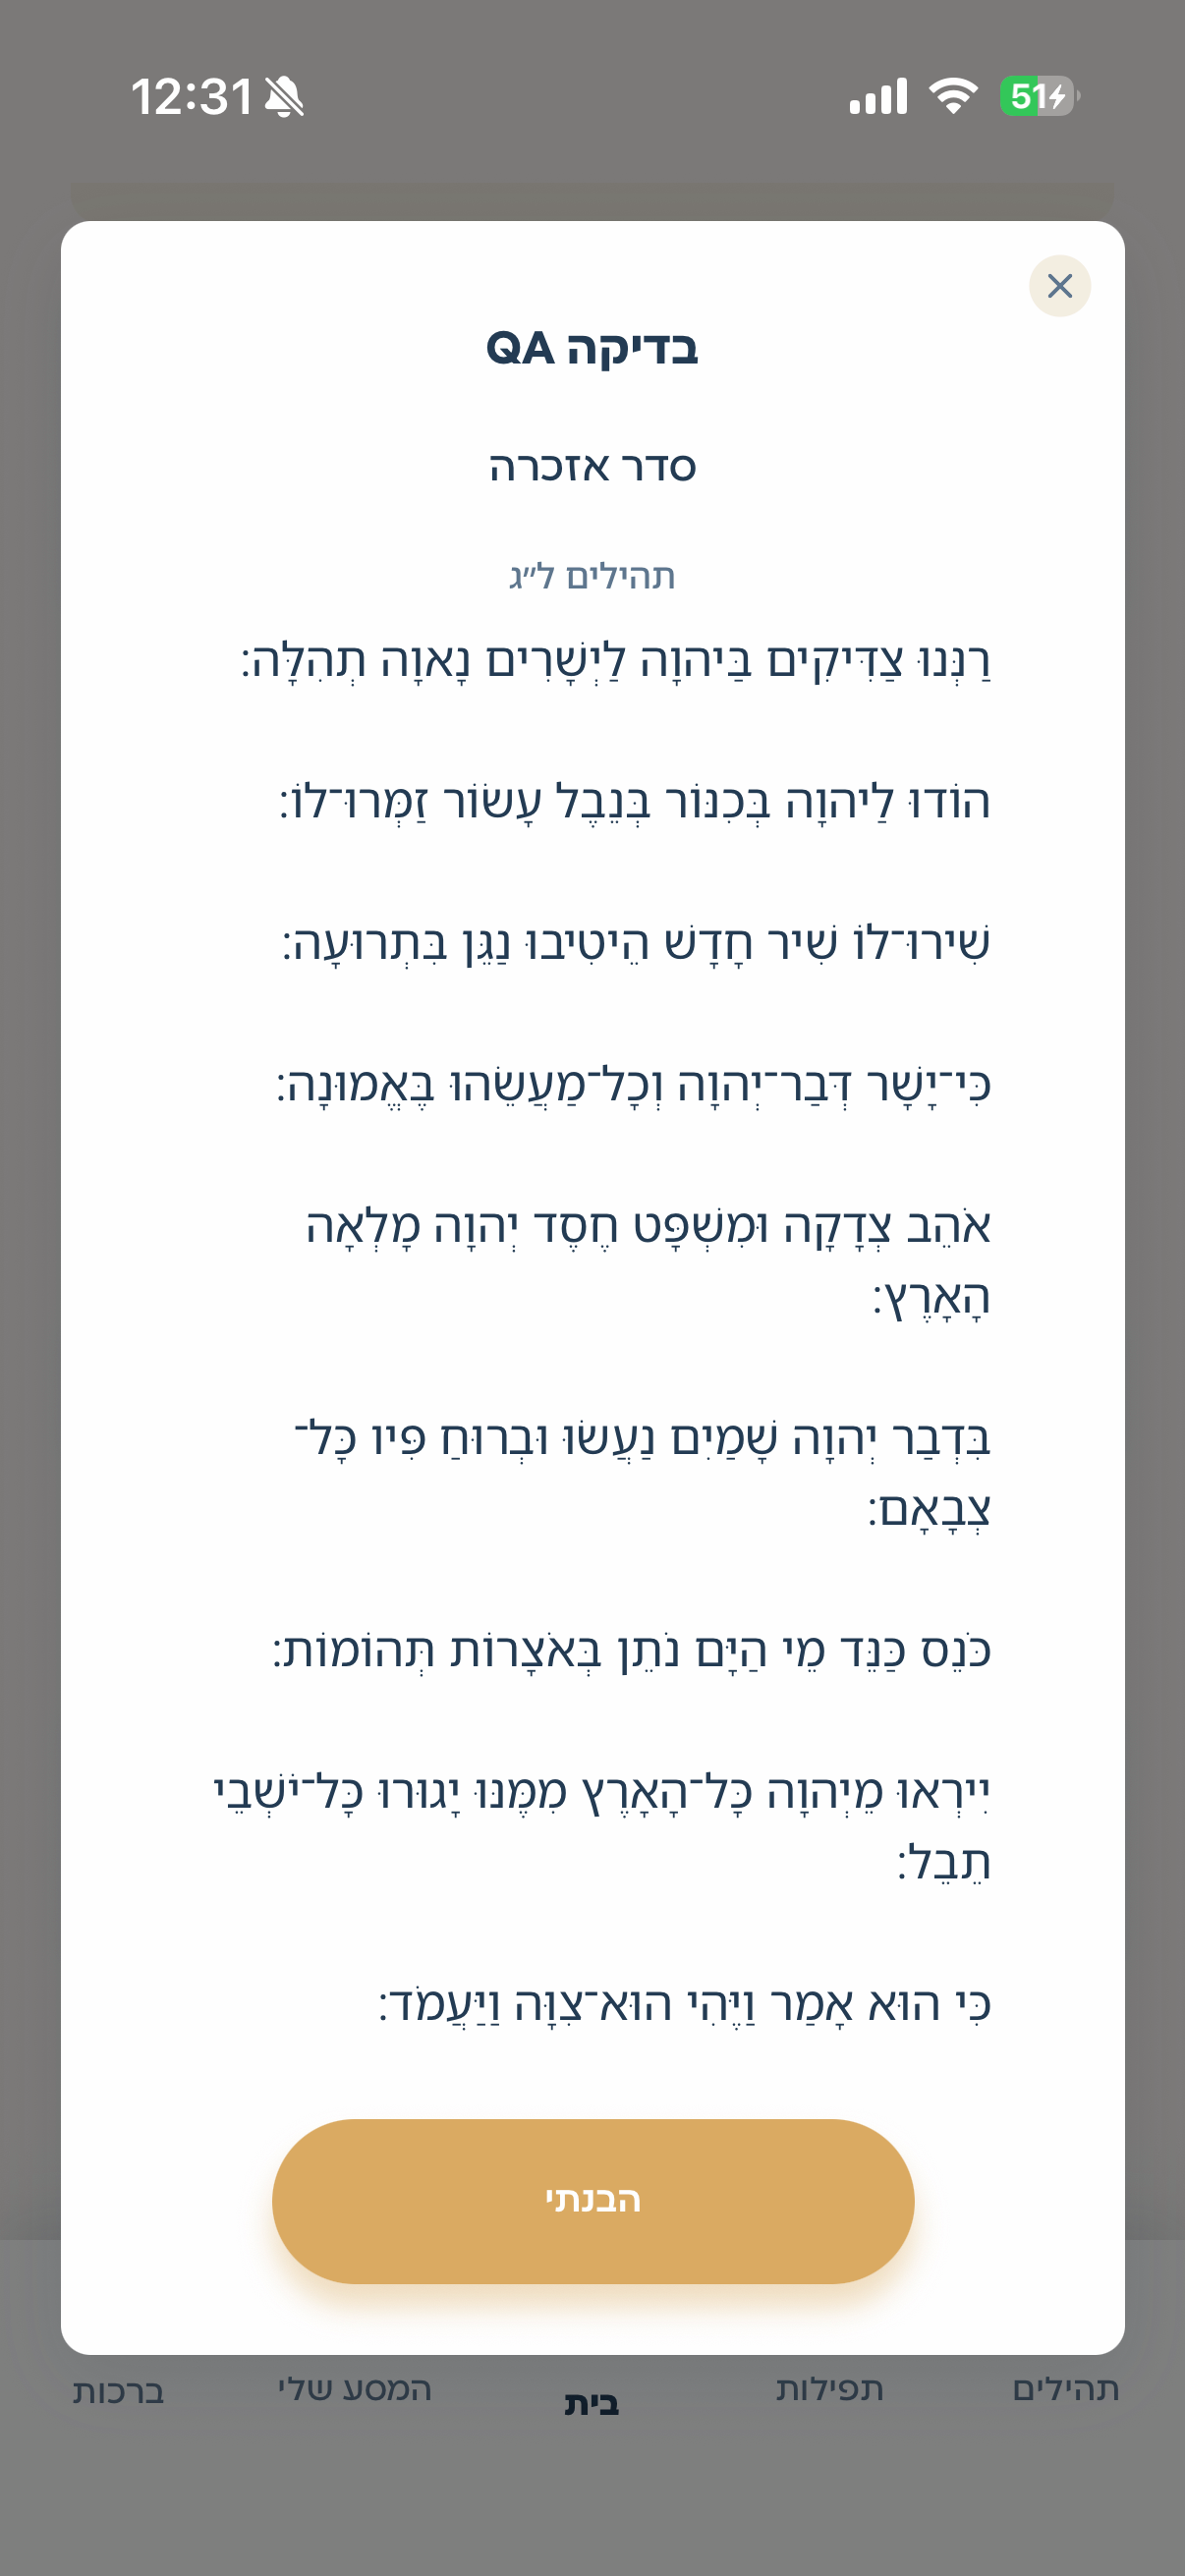 12:31
51
בדיקה QA
סדר אזכרה
תהילים ל״ג
רַנְּנוּ צַדִּיקִים בַּיהוָה לַיְשָׁרִים נָאוָה תְהִלָּה:
הוֹדוּ לַיהוָה בְּכִנּוֹר בְּנֵבֶל עָשׂוֹר זַמְּרוּ־לוֹ:
שִׁירוּ־לוֹ שִׁיר חָדָשׁ הֵיטִיבוּ נַגֵּן בִּתְרוּעָה:
כִּי־יָשָׁר דְּבַר־יְהוָה וְכָל־מַעֲשֵׂהוּ בֶּאֱמוּנָה:
אֹהֵב צְדָקָה וּמִשְׁפָּט חֶסֶד יְהוָה מָלְאָה
הָאָרֶץ:
בִּדְבַר יְהוָה שָׁמַיִם נַעֲשׂוּ וּבְרוּחַ פִּיו כָּל־
צְבָאָם:
כֹּנֵס כַּנֵּד מֵי הַיָּם נֹתֵן בְּאֹצָרוֹת תְּהוֹמוֹת:
יִירְאוּ מֵיְהוָה כָּל־הָאָרֶץ מִמֶּנּוּ יָגוּרוּ כָּל־יֹשְׁבֵי
תֵבֵל:
כִּי הוּא אָמַר וַיֶּהִי הוּא־צִוָּה וַיַּעֲמֹד:
הבנתי
תהילים
תפילות
בית
המסע שלי
ברכות